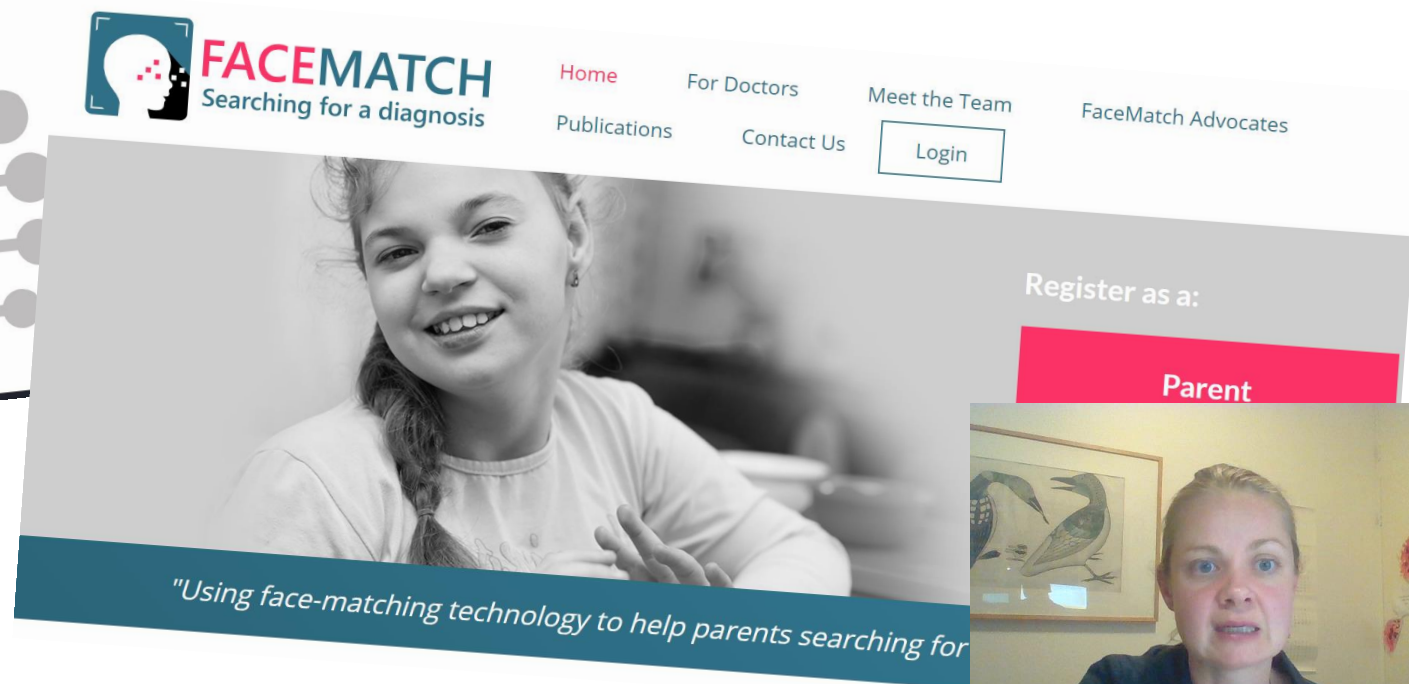 FACEMATCH
Searching for a diagnosis
Home
For Doctors
Meet the Team
FaceMatch Advocates
Publications
Contact Us
Login
Register as a:
Parent
"Using face-matching technology to help parents searching for